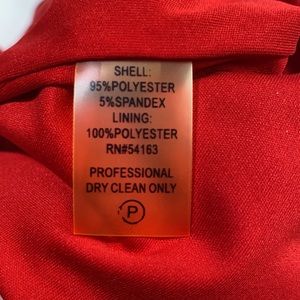 SHELL:
95%POLYESTER
5%SPANDEX
LINING:
100%POLYESTER
RN#54163
PROFESSIONAL
DRY CLEAN ONLY
P